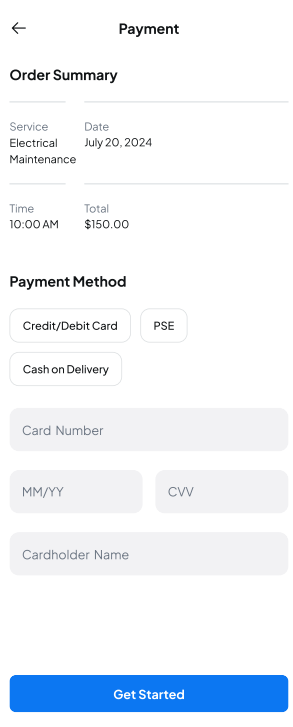 Payment
Order Summary
Service
Electrical
Maintenance
Date
July 20, 2024
Time
10:00 AM
Total
$150.00
Payment Method
Credit/Debit Card
PSE
Cash on Delivery
Card Number
MM/YY
CVV
Cardholder Name
Get Started